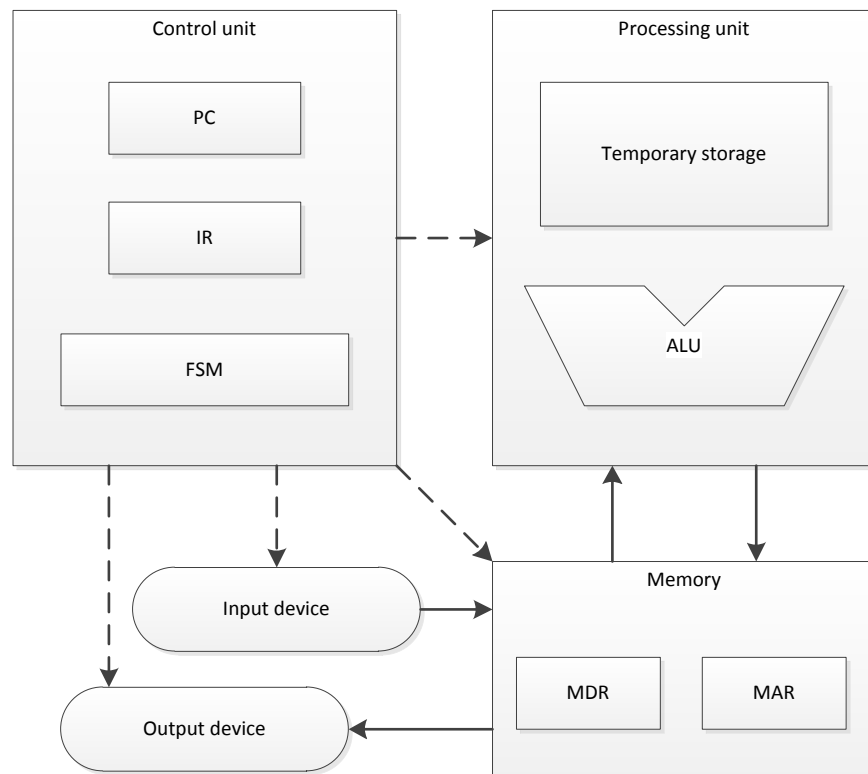 Control unit
PC
IR
FSM
Processing unit
Temporary storage
ALU
Input device
Output device
Memory
MDR
MAR